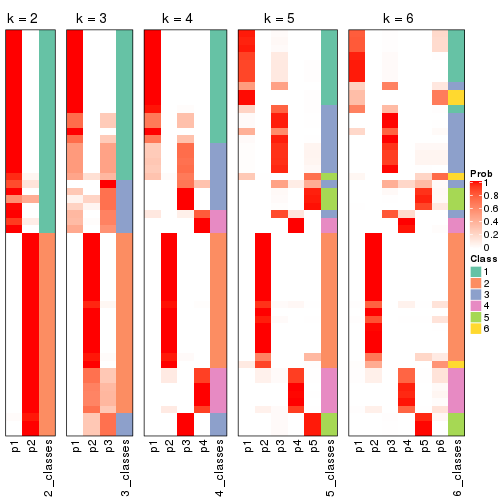 k = 2
k = 3
k = 4
k = 5
k = 6
p1
p2
2_classes
p1
p2
p3
3_classes
p1
p2
p3
p4
4_classes
p1
p2
p3
p4
p5
5_classes
p1
p2
p3
p4
p5
p6
6_classes
Prob
1
0.8
0.6
0.4
0.2
0
Class
1
2
3
4
5
6